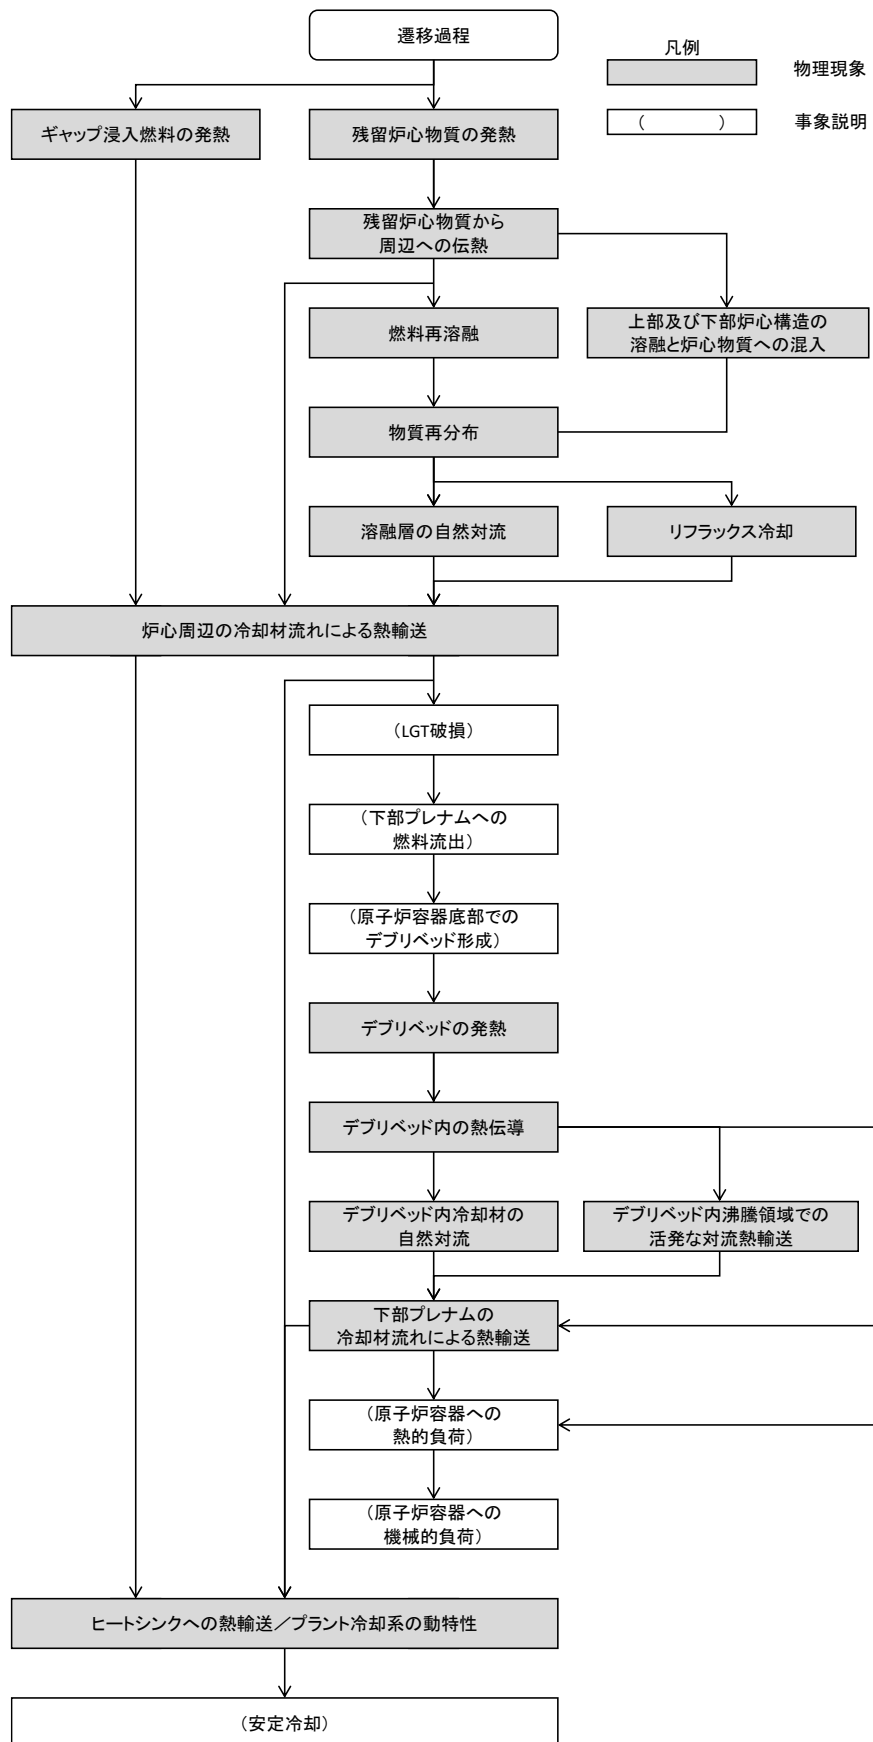 遷移過程
凡例
物理現象
（　　　　）
事象説明
ギャップ浸入燃料の発熱
残留炉心物質の発熱
残留炉心物質から
周辺への伝熱
燃料再溶融
上部及び下部炉心構造の
溶融と炉心物質への混入
物質再分布
溶融層の自然対流
リフラックス冷却
炉心周辺の冷却材流れによる熱輸送
（LGT破損）
（下部プレナムへの
燃料流出）
（原子炉容器底部での
デブリベッド形成）
デブリベッドの発熱
デブリベッド内の熱伝導
デブリベッド内冷却材の
自然対流
デブリベッド内沸騰領域での
活発な対流熱輸送
下部プレナムの
冷却材流れによる熱輸送
（原子炉容器への
熱的負荷）
（原子炉容器への
機械的負荷）
ヒートシンクへの熱輸送／プラント冷却系の動特性
（安定冷却）